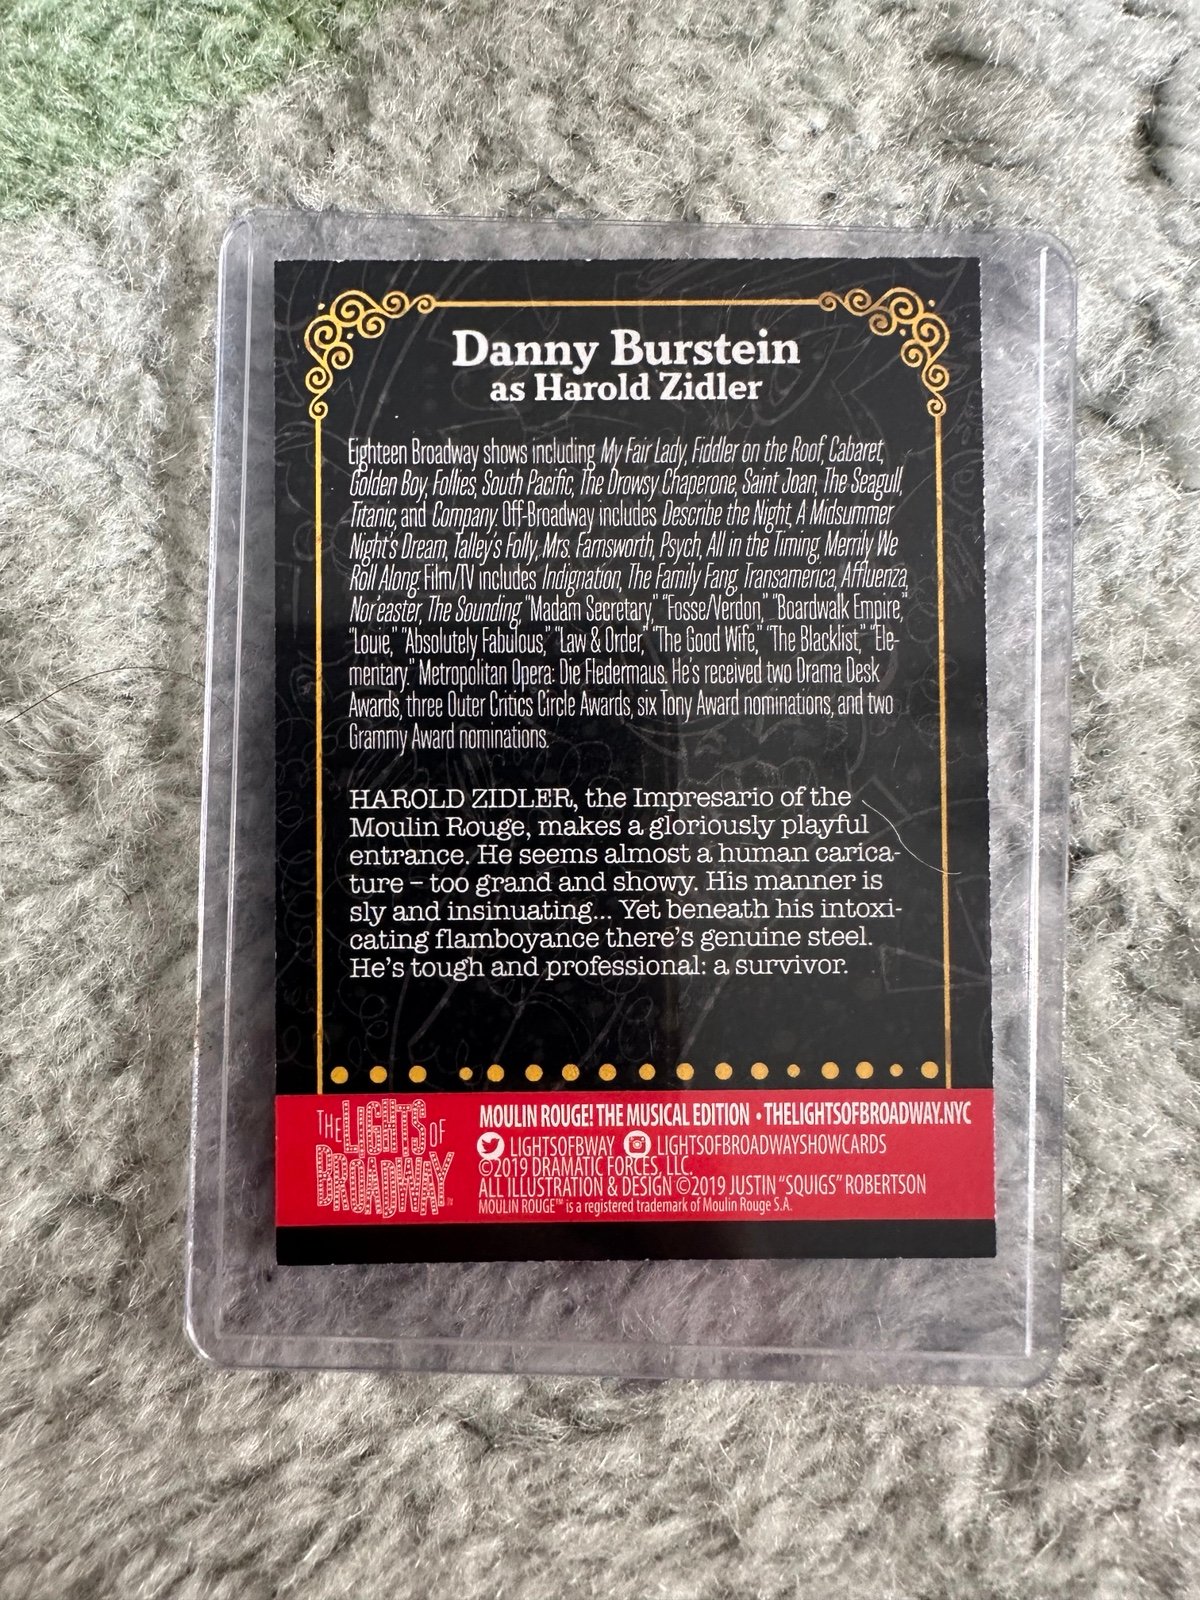 Danny Burstein
as Harold Zidler
Eighteen Broadway shows including My Fair Lady, Fiddler on the Roof, Cabaret,
Golden Boy, Follies, South Pacific, The Drowsy Chaperone, Saint Joan, The Seagull,
Titanic, and Company. Off-Broadway includes Describe the Night, A Midsummer
Night's Dream, Talley's Folly, Mrs. Farnsworth, Psych, All in the Timing, Merrily We
Roll Along. Film/TV includes Indignation, The Family Fang, Transamerica, Affluenza,
Nor'easter, The Sounding, "Madam Secretary," "Fosse/Verdon," "Boardwalk Empire,"
"Louie," "Absolutely Fabulous," "Law & Order," "The Good Wife," "The Blacklist," "Ele-
mentary." Metropolitan Opera: Die Fledermaus. He's received two Drama Desk
Awards, three Outer Critics Circle Awards, six Tony Award nominations, and two
Grammy Award nominations.
HAROLD ZIDLER, the Impresario of the
Moulin Rouge, makes a gloriously playful
entrance. He seems almost a human carica-
ture – too grand and showy. His manner is
sly and insinuating... Yet beneath his intoxi-
cating flamboyance there's genuine steel.
He's tough and professional: a survivor.
THE LIGHTS OF
BROADWAY™
MOULIN ROUGE! THE MUSICAL EDITION • THELIGHTSOFBROADWAY.NYC
LIGHTSOFBWAY LIGHTSOFBROADWAYSHOWCARDS
©2019 DRAMATIC FORCES, LLC.
ALL ILLUSTRATION & DESIGN ©2019 JUSTIN "SQUIGS" ROBERTSON
MOULIN ROUGE™ is a registered trademark of Moulin Rouge S.A.